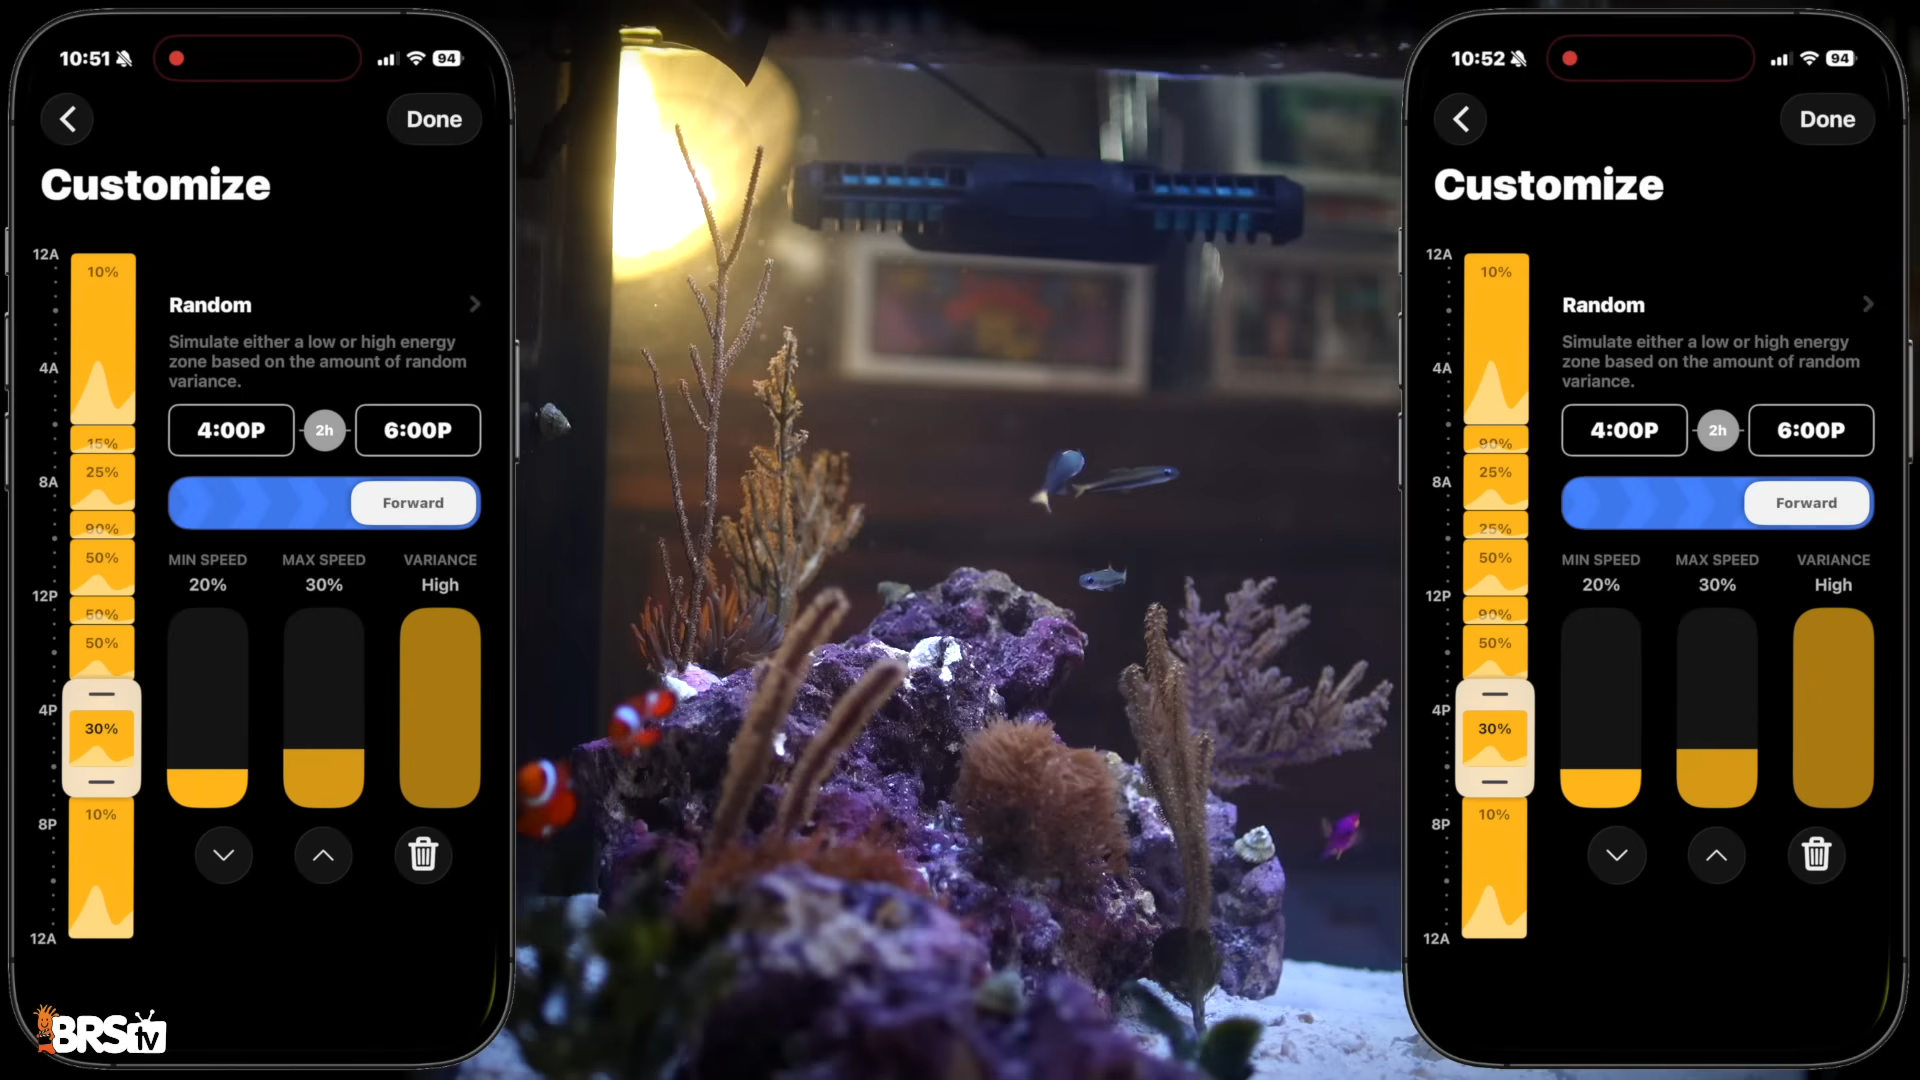 10:51
94
Done
Customize
12A
10%
Random
Simulate either a low or high energy
zone based on the amount of random
variance.
4A
4:00P
2h
6:00P
15%
25%
8A
Forward
90%
50%
MIN SPEED
MAX SPEED
VARIANCE
20%
30%
High
12P
50%
50%
4P
30%
10%
8P
12A
BRS
tv
10:52
94
Done
Customize
12A
10%
Random
Simulate either a low or high energy
zone based on the amount of random
variance.
4A
4:00P
2h
6:00P
90%
25%
8A
Forward
25%
50%
MIN SPEED
MAX SPEED
VARIANCE
20%
30%
High
12P
90%
50%
4P
30%
10%
8P
12A